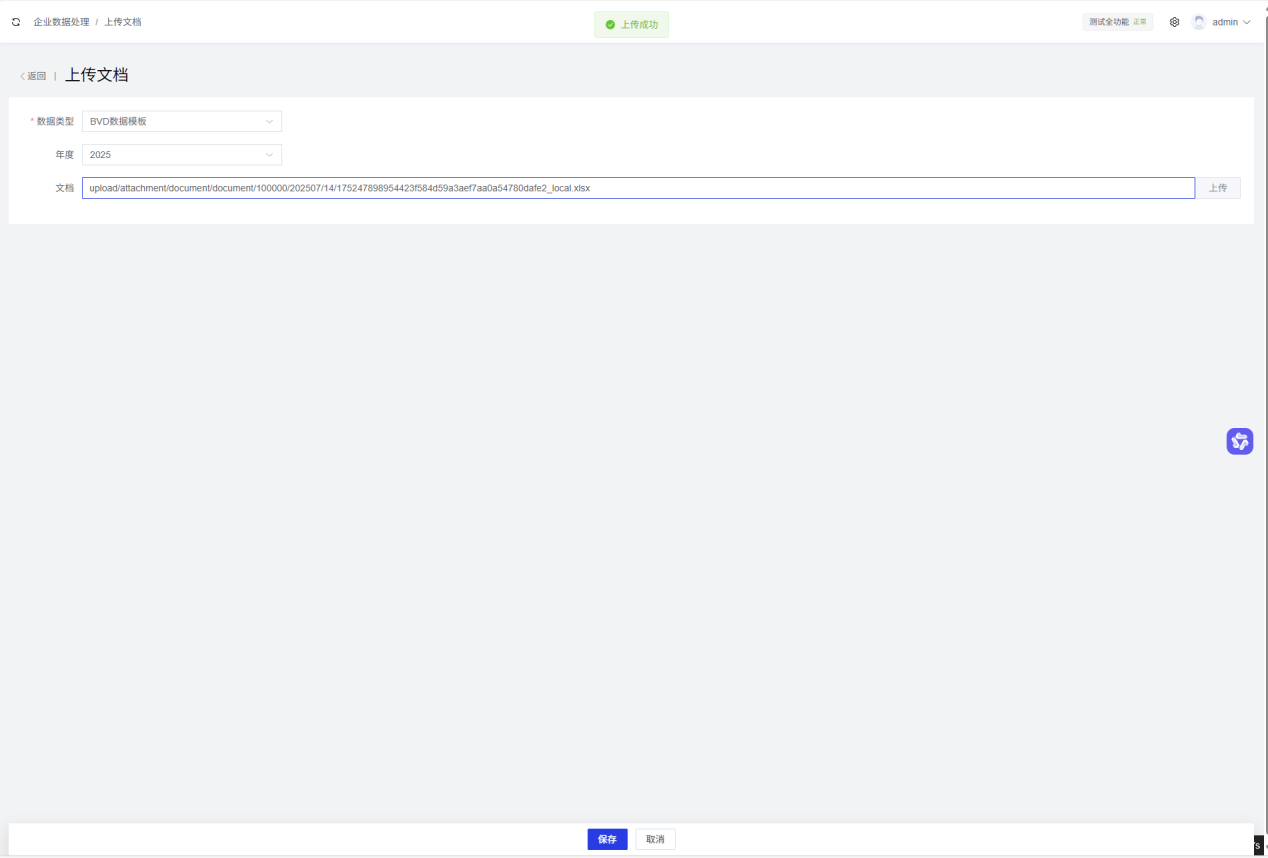 企业数据处理 / 上传文档
上传成功
测试全功能 正常
admin
返回 | 上传文档
* 数据类型 BVD数据模板
年度 2025
文档 upload/attachment/document/document/100000/202507/14/175247898954423f584d59a3aef7aa0a54780dafe2_local.xlsx 上传
保存 取消